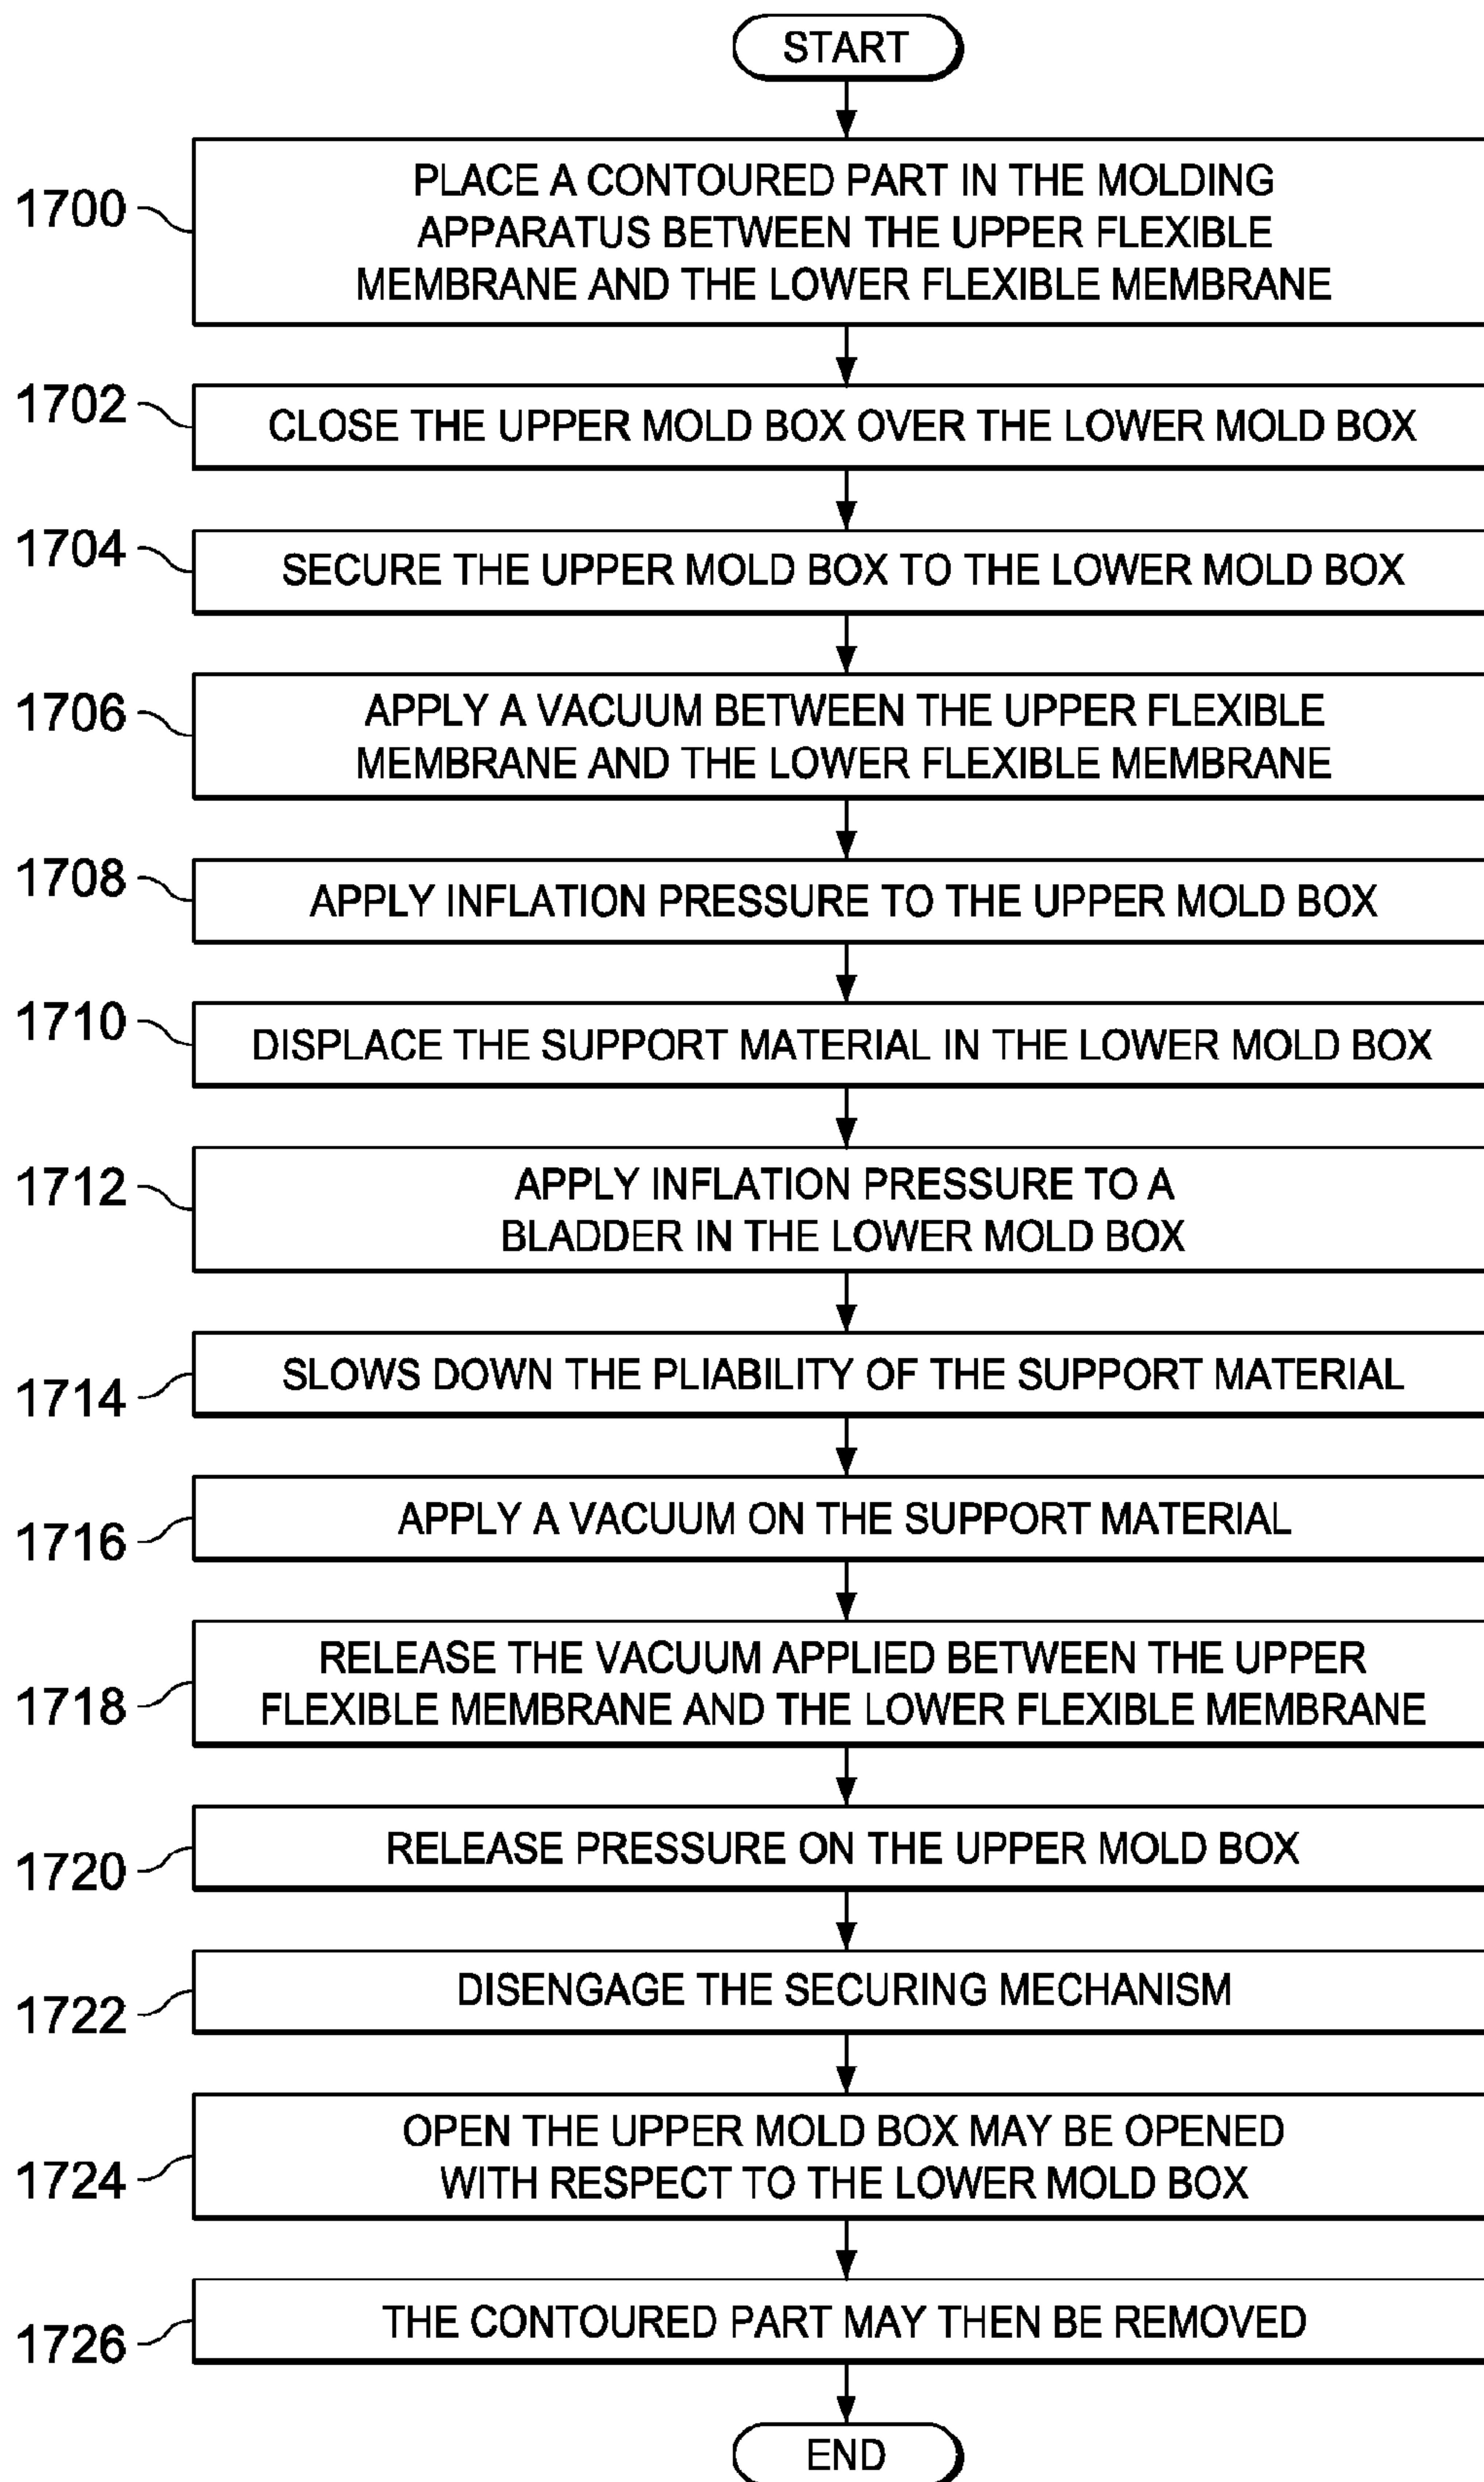 START
1700
PLACE A CONTOURED PART IN THE MOLDING
APPARATUS BETWEEN THE UPPER FLEXIBLE
MEMBRANE AND THE LOWER FLEXIBLE MEMBRANE
1702
CLOSE THE UPPER MOLD BOX OVER THE LOWER MOLD BOX
1704
SECURE THE UPPER MOLD BOX TO THE LOWER MOLD BOX
1706
APPLY A VACUUM BETWEEN THE UPPER FLEXIBLE
MEMBRANE AND THE LOWER FLEXIBLE MEMBRANE
1708
APPLY INFLATION PRESSURE TO THE UPPER MOLD BOX
1710
DISPLACE THE SUPPORT MATERIAL IN THE LOWER MOLD BOX
1712
APPLY INFLATION PRESSURE TO A
BLADDER IN THE LOWER MOLD BOX
1714
SLOWS DOWN THE PLIABILITY OF THE SUPPORT MATERIAL
1716
APPLY A VACUUM ON THE SUPPORT MATERIAL
1718
RELEASE THE VACUUM APPLIED BETWEEN THE UPPER
FLEXIBLE MEMBRANE AND THE LOWER FLEXIBLE MEMBRANE
1720
RELEASE PRESSURE ON THE UPPER MOLD BOX
1722
DISENGAGE THE SECURING MECHANISM
1724
OPEN THE UPPER MOLD BOX MAY BE OPENED
WITH RESPECT TO THE LOWER MOLD BOX
1726
THE CONTOURED PART MAY THEN BE REMOVED
END